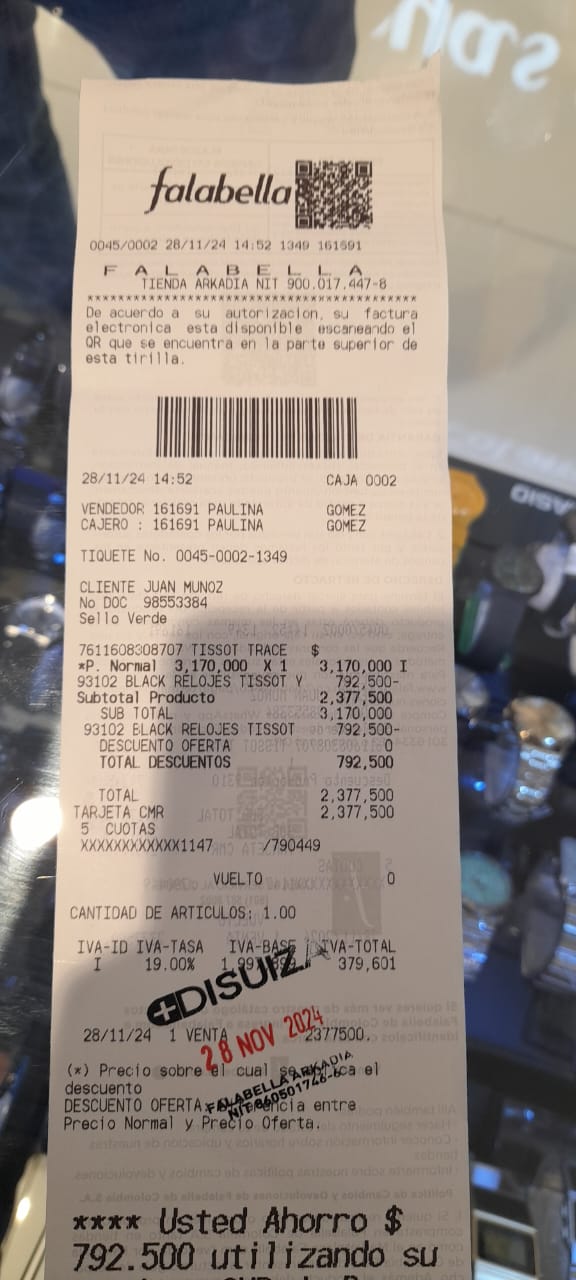 falabella
0045/0002 28/11/24 14:52 1349 161691
F A L A B E L L A
TIENDA ARKADIA NIT 900.017.447-8
****************************************
De acuerdo a su autorizacion, su factura
electronica esta disponible escaneando el
QR que se encuentra en la parte superior de
esta tirilla.
28/11/24 14:52 CAJA 0002
VENDEDOR 161691 PAULINA GOMEZ
CAJERO : 161691 PAULINA GOMEZ
TIQUETE No. 0045-0002-1349
CLIENTE JUAN MUNOZ
No DOC 98553384
Sello Verde
7611608308707 TISSOT TRACE $
*P. Normal 3,170,000 X 1 3,170,000 I
93102 BLACK RELOJES TISSOT Y 792,500-
Subtotal Producto 2,377,500
SUB TOTAL 3,170,000
93102 BLACK RELOJES TISSOT 792,500-
DESCUENTO OFERTA 0
TOTAL DESCUENTOS 792,500
TOTAL 2,377,500
TARJETA CMR 2,377,500
5 CUOTAS
XXXXXXXXXXXX1147 /790449
VUELTO 0
CANTIDAD DE ARTICULOS: 1.00
IVA-ID IVA-TASA IVA-BASE IVA-TOTAL
I 19.00% 379,601
DISUIZA
28/11/24 1 VENTA 2377500.
28 NOV 2024
(*) Precio sobre el cual se aplica el
descuento
FALABELLA ARKADIA
NIT 860501746-6
DESCUENTO OFERTA: entre
Precio Normal y Precio Oferta.
**** Usted Ahorro $
792.500 utilizando su
CASIO